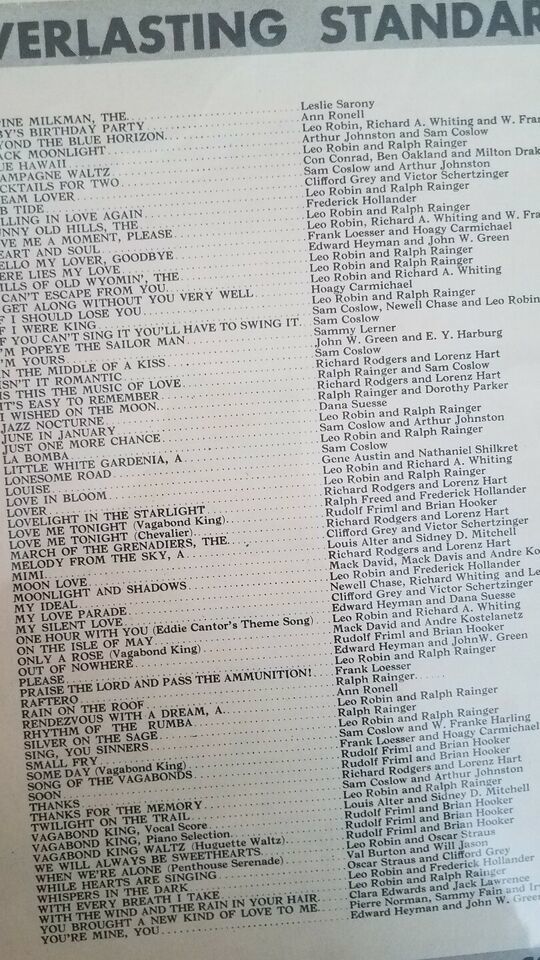 VERLASTING STANDAR
PINE MILKMAN, THE Leslie Sarony
BY'S BIRTHDAY PARTY Ann Ronell
YOND THE BLUE HORIZON Leo Robin, Richard A. Whiting and W. Fra
ACK MOONLIGHT Arthur Johnston and Sam Coslow
UE HAWAII Leo Robin and Ralph Rainger
HAMPAGNE WALTZ Con Conrad, Ben Oakland and Milton Drak
OCKTAILS FOR TWO Sam Coslow and Arthur Johnston
REAM LOVER Clifford Grey and Victor Schertzinger
B TIDE Leo Robin and Ralph Rainger
LLING IN LOVE AGAIN Frederick Hollander
NNY OLD HILLS, THE Leo Robin and Ralph Rainger
VE ME A MOMENT, PLEASE Leo Robin, Richard A. Whiting and W. Fra
EART AND SOUL Frank Loesser and Hoagy Carmichael
ELLO MY LOVER, GOODBYE Edward Heyman and John W. Green
ERE LIES MY LOVE Leo Robin and Ralph Rainger
ILLS OF OLD WYOMIN', THE Leo Robin and Ralph Rainger
CAN'T ESCAPE FROM YOU Leo Robin and Richard A. Whiting
GET ALONG WITHOUT YOU VERY WELL Hoagy Carmichael
F I SHOULD LOSE YOU Leo Robin and Ralph Rainger
F I WERE KING Sam Coslow, Newell Chase and Leo Robin
F YOU CAN'T SING IT YOU'LL HAVE TO SWING IT Sam Coslow
'M POPEYE THE SAILOR MAN Sammy Lerner
'M YOURS John W. Green and E. Y. Harburg
N THE MIDDLE OF A KISS Sam Coslow
ISN'T IT ROMANTIC Richard Rodgers and Lorenz Hart
IS THIS THE MUSIC OF LOVE Ralph Rainger and Sam Coslow
IT'S EASY TO REMEMBER Richard Rodgers and Lorenz Hart
I WISHED ON THE MOON Ralph Rainger and Dorothy Parker
JAZZ NOCTURNE Dana Suesse
JUNE IN JANUARY Leo Robin and Ralph Rainger
JUST ONE MORE CHANCE Sam Coslow and Arthur Johnston
LA BOMBA Leo Robin and Ralph Rainger
LITTLE WHITE GARDENIA, A Sam Coslow
LONESOME ROAD Gene Austin and Nathaniel Shilkret
LOUISE Leo Robin and Richard A. Whiting
LOVE IN BLOOM Leo Robin and Ralph Rainger
LOVER Richard Rodgers and Lorenz Hart
LOVELIGHT IN THE STARLIGHT Ralph Freed and Frederick Hollander
LOVE ME TONIGHT (Vagabond King) Rudolf Friml and Brian Hooker
LOVE ME TONIGHT (Chevalier) Richard Rodgers and Lorenz Hart
MARCH OF THE GRENADIERS, THE Clifford Grey and Victor Schertzinger
MELODY FROM THE SKY, A Louis Alter and Sidney D. Mitchell
MIMI Richard Rodgers and Lorenz Hart
MOON LOVE Mack David, Mack Davis and Andre Ko
MOONLIGHT AND SHADOWS Leo Robin and Frederick Hollander
MY IDEAL Newell Chase, Richard Whiting and Le
MY LOVE PARADE Clifford Grey and Victor Schertzinger
MY SILENT LOVE Edward Heyman and Dana Suesse
ONE HOUR WITH YOU (Eddie Cantor's Theme Song) Leo Robin and Richard A. Whiting
ON THE ISLE OF MAY Mack David and Andre Kostelanetz
ONLY A ROSE (Vagabond King) Rudolf Friml and Brian Hooker
OUT OF NOWHERE Edward Heyman and JohnW. Green
PLEASE Leo Robin and Ralph Rainger
PRAISE THE LORD AND PASS THE AMMUNITION! Frank Loesser
RAFTERO Ralph Rainger
RAIN ON THE ROOF Ann Ronell
RENDEZVOUS WITH A DREAM, A Leo Robin and Ralph Rainger
RHYTHM OF THE RUMBA Ralph Rainger
SILVER ON THE SAGE Leo Robin and Ralph Rainger
SING, YOU SINNERS Sam Coslow and W. Franke Harling
SMALL FRY Frank Loesser and Hoagy Carmichael
SOME DAY (Vagabond King) Rudolf Friml and Brian Hooker
SONG OF THE VAGABONDS Rudolf Friml and Brian Hooker
SOON Richard Rodgers and Lorenz Hart
THANKS Sam Coslow and Arthur Johnston
THANKS FOR THE MEMORY Leo Robin and Ralph Rainger
TWILIGHT ON THE TRAIL Louis Alter and Sidney D. Mitchell
VAGABOND KING, Vocal Score Rudolf Friml and Brian Hooker
VAGABOND KING, Piano Selection Rudolf Friml and Brian Hooker
VAGABOND KING WALTZ (Huguette Waltz) Rudolf Friml and Brian Hooker
WE WILL ALWAYS BE SWEETHEARTS Leo Robin and Oscar Straus
WHEN WE'RE ALONE (Penthouse Serenade) Val Burton and Will Jason
WHILE HEARTS ARE SINGING Oscar Straus and Clifford Grey
WHISPERS IN THE DARK Leo Robin and Frederick Hollander
WITH EVERY BREATH I TAKE Leo Robin and Ralph Rainger
WITH THE WIND AND THE RAIN IN YOUR HAIR Clara Edwards and Jack Lawrence
YOU BROUGHT A NEW KIND OF LOVE TO ME Pierre Norman, Sammy Fain and Ir
YOU'RE MINE, YOU Edward Heyman and John W. Gree